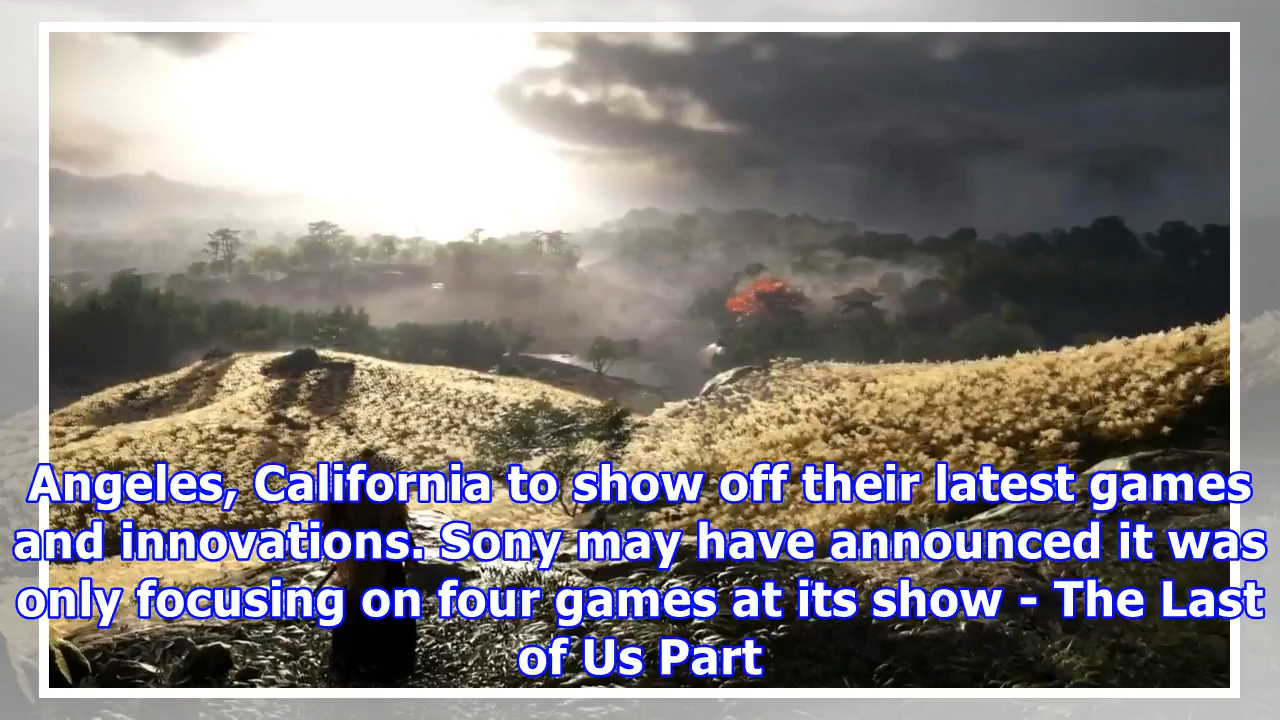 Angeles, California to show off their latest games
and innovations. Sony may have announced it was
only focusing on four games at its show - The Last
of Us Part